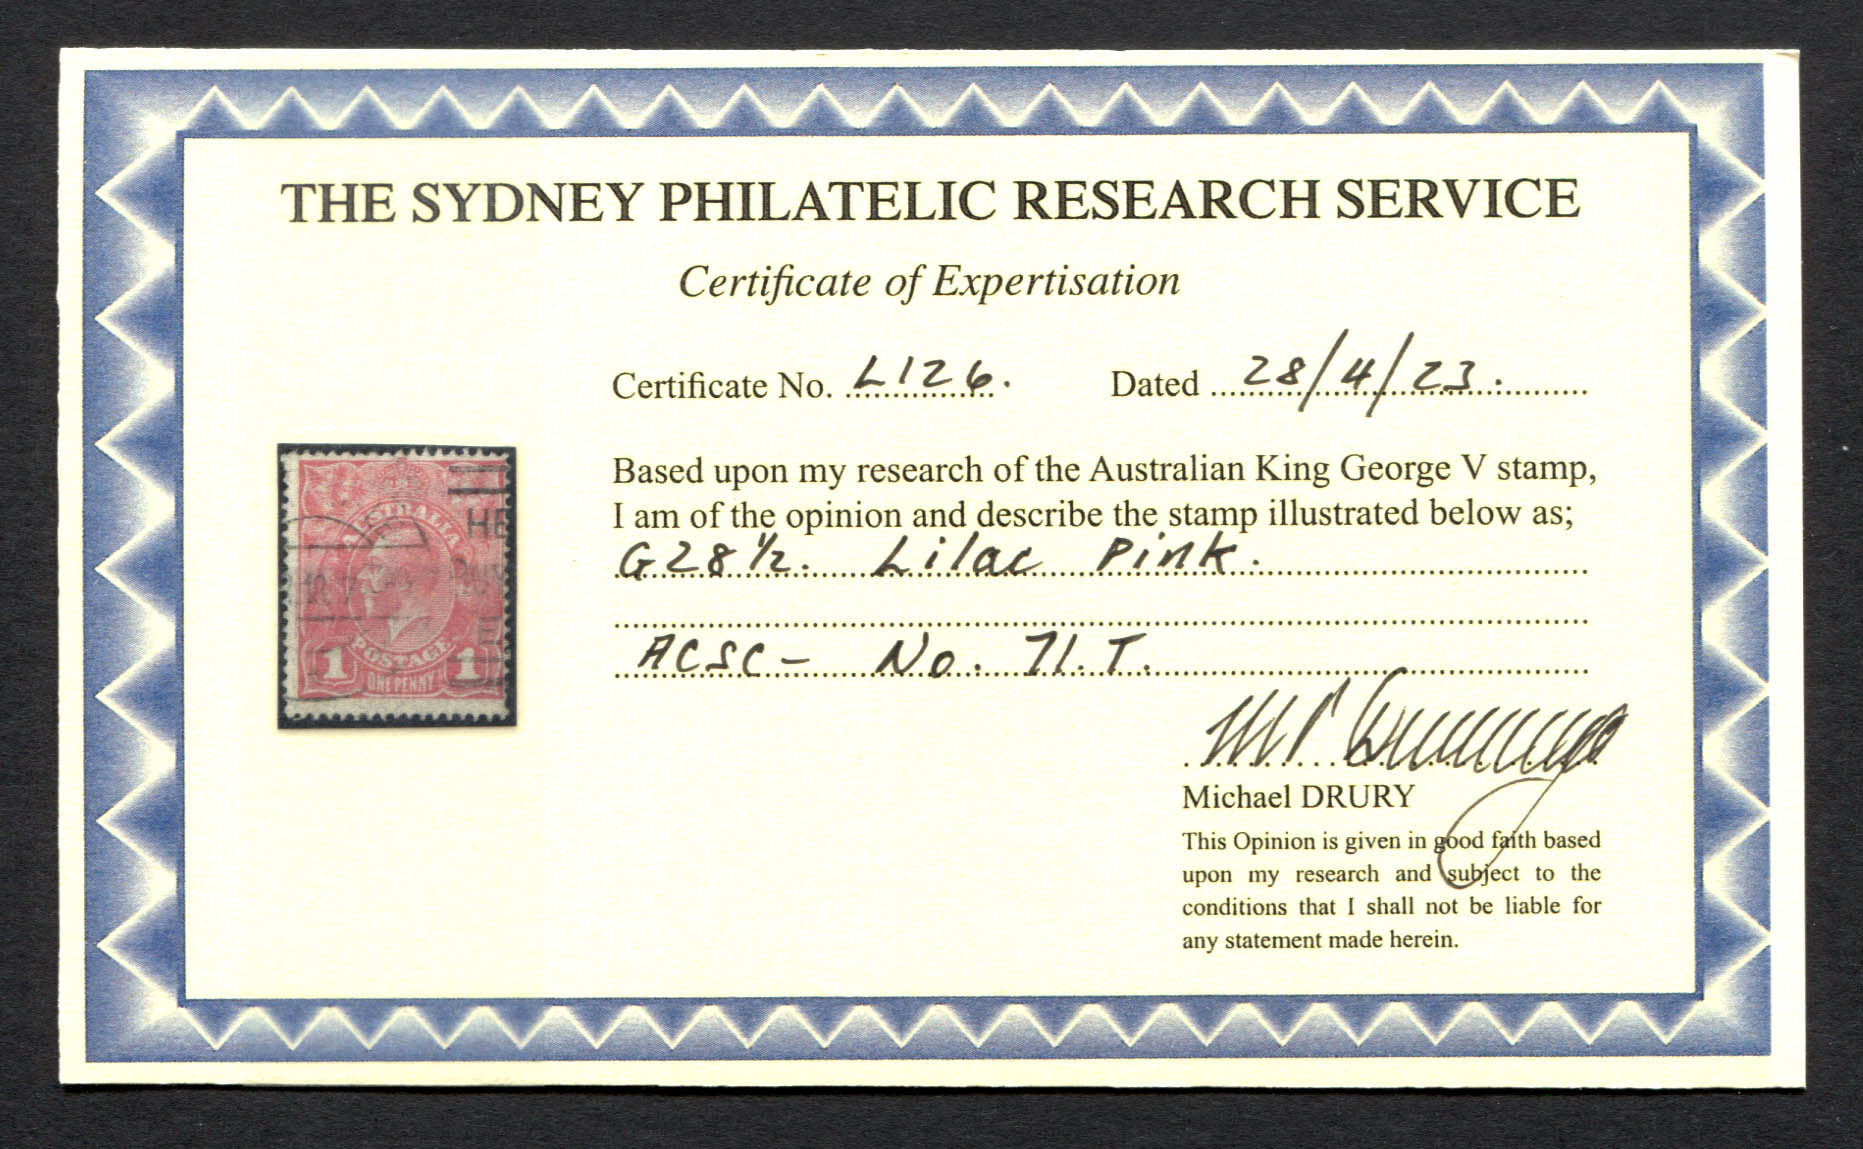 THE SYDNEY PHILATELIC RESEARCH SERVICE
Certificate of Expertisation
Certificate No. L126. Dated 28/4/23.
Based upon my research of the Australian King George V stamp,
I am of the opinion and describe the stamp illustrated below as;
G28½. Lilac Pink.
ACSC- No. 71.T.
AUSTRALIA
HE
BUY
E
POSTAGE
1 1
ONE PENNY
Michael DRURY
This Opinion is given in good faith based
upon my research and subject to the
conditions that I shall not be liable for
any statement made herein.